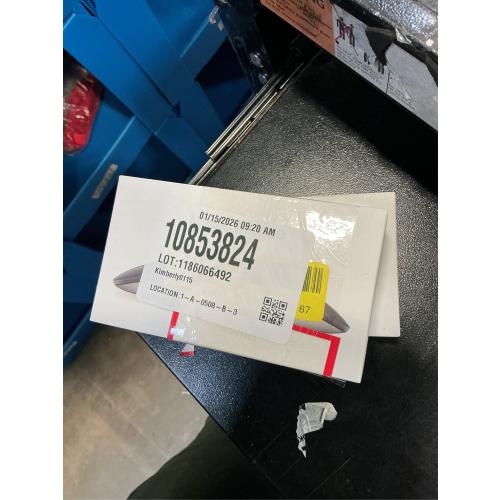 01/15/2026 09:20 AM
10853824
LOT:1186066492
Kimberly0115
LOCATION:1-A-0508-B-3
67